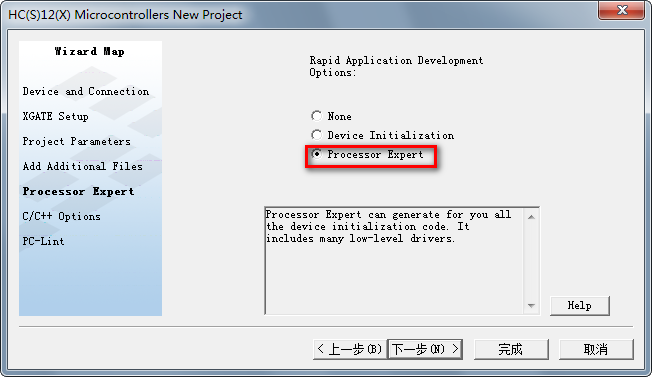 HC(S)12(X) Microcontrollers New Project
Wizard Map
Device and Connection
XGATE Setup
Project Parameters
Add Additional Files
Processor Expert
C/C++ Options
PC-Lint
Rapid Application Development
Options:
None
Device Initialization
Processor Expert
Processor Expert can generate for you all
the device initialization code. It
includes many low-level drivers.
Help
< 上一步(B)
下一步(N) >
完成
取消